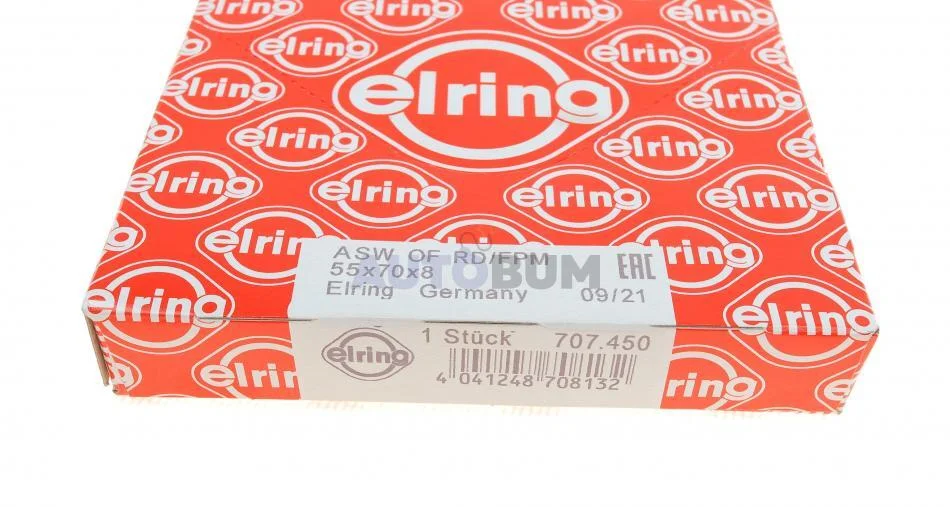 elring
ASW OF RD/FPM
55x70x8
Elring Germany 09/21
EAC
AUTOBUM
1 Stück 707.450
elring
4 041248 708132